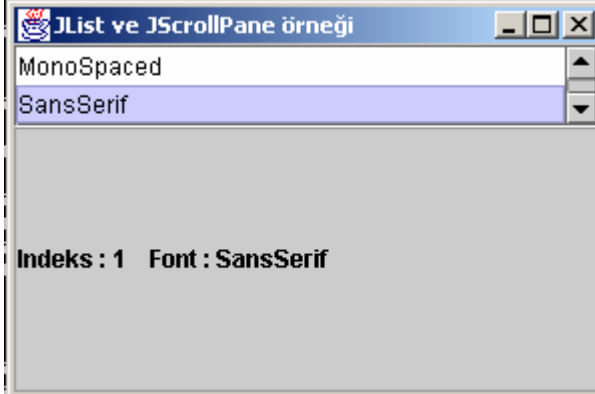 JList ve JScrollPane örneği
MonoSpaced
SansSerif
Indeks : 1 Font : SansSerif